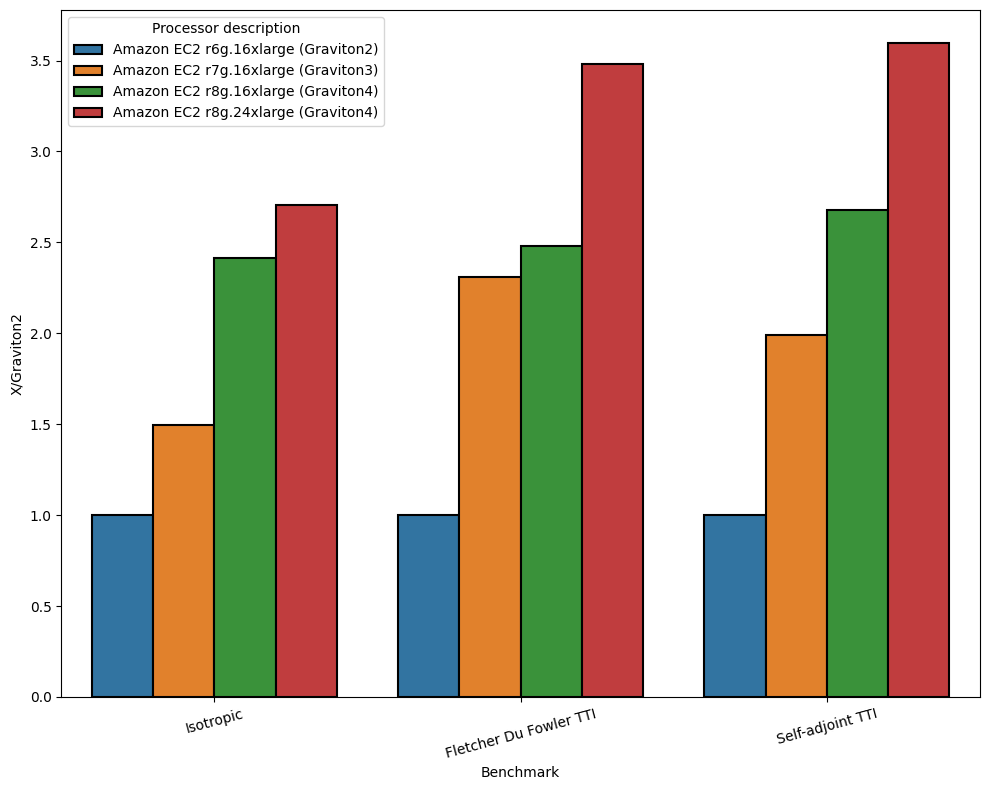 Processor description
Amazon EC2 r6g.16xlarge (Graviton2)
Amazon EC2 r7g.16xlarge (Graviton3)
Amazon EC2 r8g.16xlarge (Graviton4)
Amazon EC2 r8g.24xlarge (Graviton4)
X/Graviton2
3.5
3.0
2.5
2.0
1.5
1.0
0.5
0.0
Isotropic
Fletcher Du Fowler TTI
Self-adjoint TTI
Benchmark